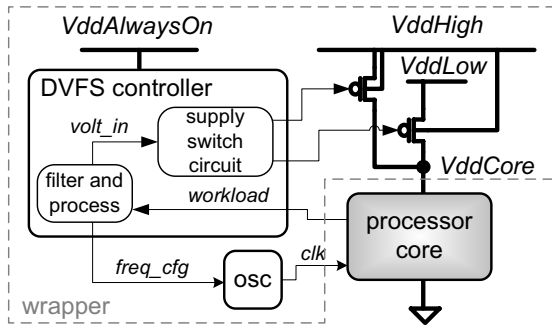 VddAlwaysOn
VddHigh
DVFS controller
VddLow
volt_in
supply
switch
circuit
filter and
process
VddCore
workload
processor
core
freq_cfg
osc
clk
wrapper